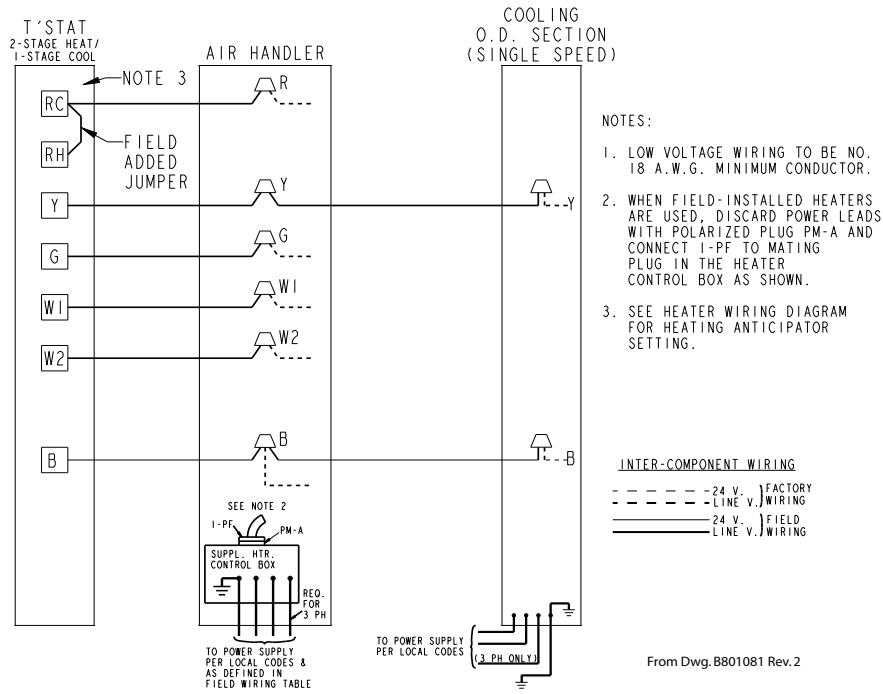 T'STAT
2-STAGE HEAT/
1-STAGE COOL
AIR HANDLER
COOLING
O.D. SECTION
(SINGLE SPEED)
NOTE 3
RC
R
FIELD
ADDED
JUMPER
RH
Y
Y
Y
G
G
W1
W1
W2
W2
B
B
B
SEE NOTE 2
1-PF
PM-A
SUPPL. HTR.
CONTROL BOX
REQ.
FOR
3 PH
TO POWER SUPPLY
PER LOCAL CODES &
AS DEFINED IN
FIELD WIRING TABLE
TO POWER SUPPLY
PER LOCAL CODES
(3 PH ONLY)
NOTES:
1. LOW VOLTAGE WIRING TO BE NO.
18 A.W.G. MINIMUM CONDUCTOR.
2. WHEN FIELD-INSTALLED HEATERS
ARE USED, DISCARD POWER LEADS
WITH POLARIZED PLUG PM-A AND
CONNECT 1-PF TO MATING
PLUG IN THE HEATER
CONTROL BOX AS SHOWN.
3. SEE HEATER WIRING DIAGRAM
FOR HEATING ANTICIPATOR
SETTING.
INTER-COMPONENT WIRING
24 V.
LINE V.
FACTORY
WIRING
24 V.
LINE V.
FIELD
WIRING
From Dwg. B801081 Rev. 2